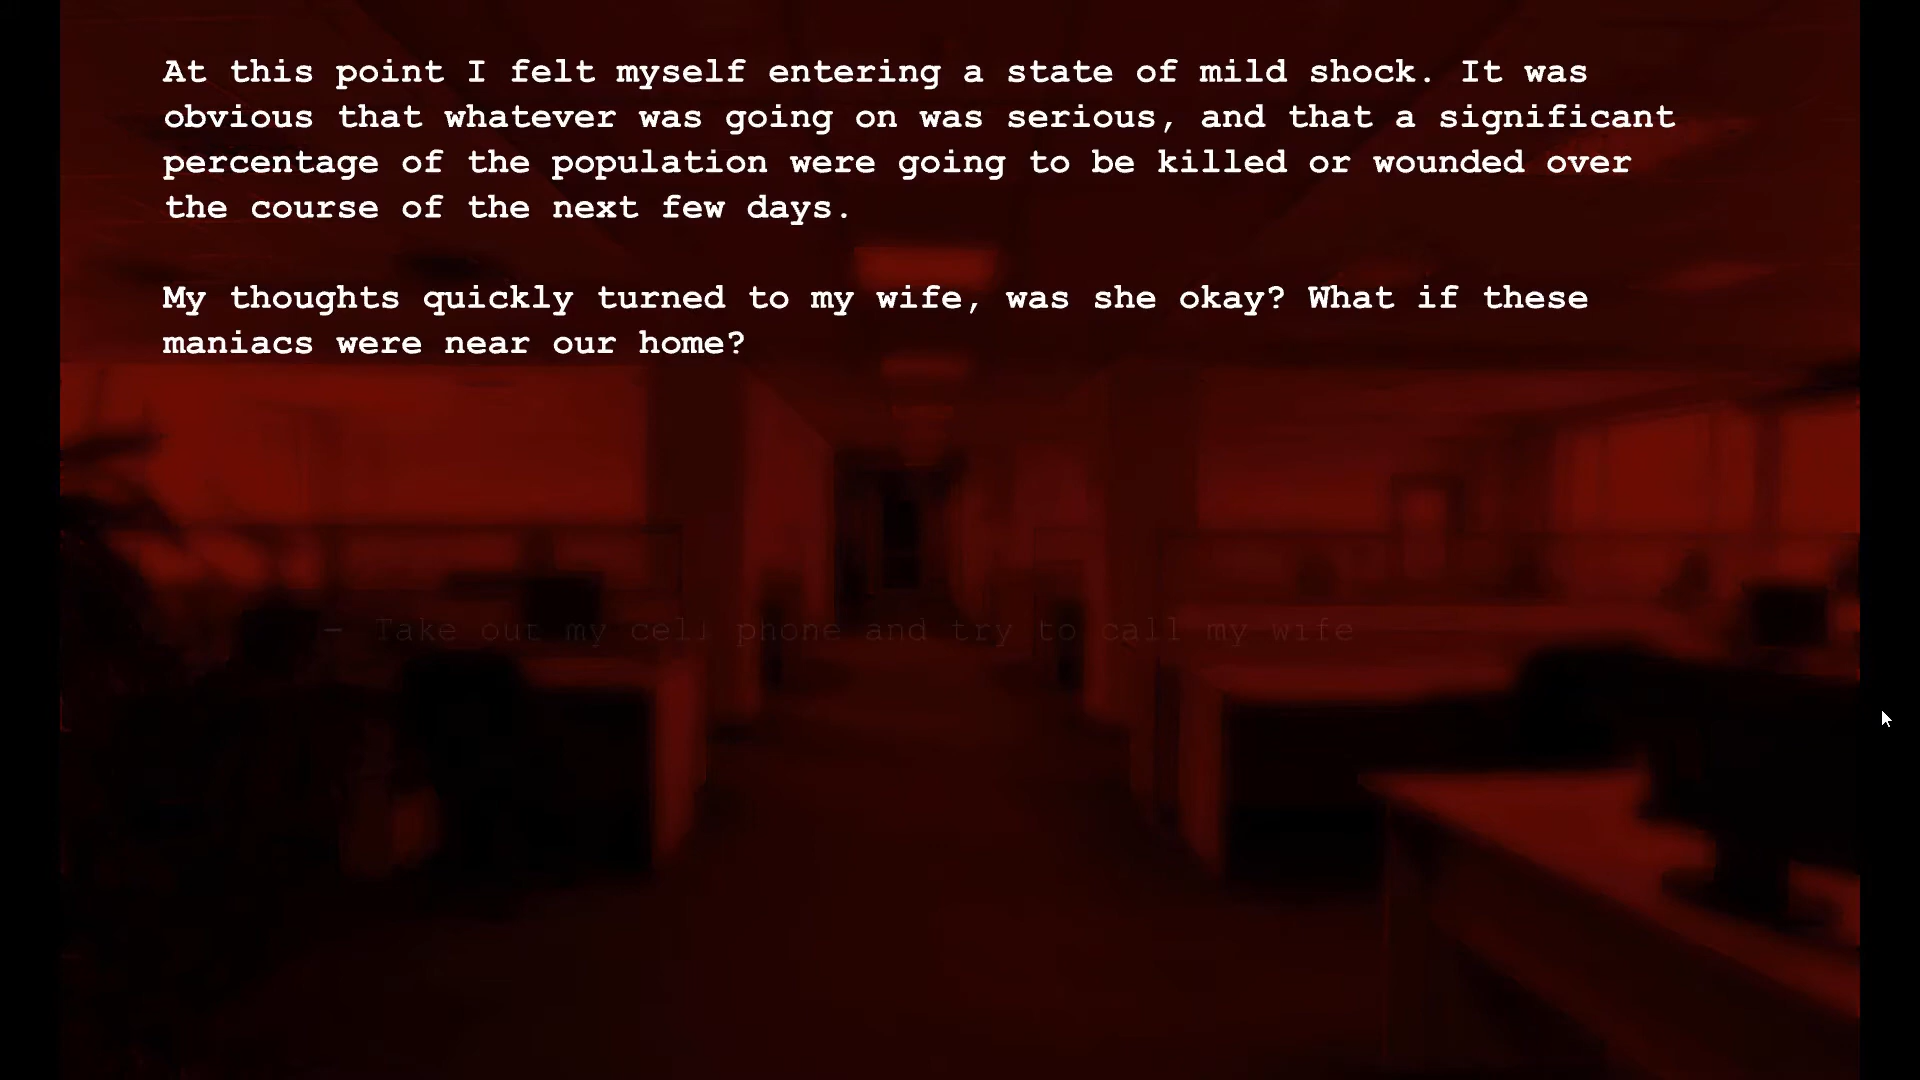 At this point I felt myself entering a state of mild shock. It was
obvious that whatever was going on was serious, and that a significant
percentage of the population were going to be killed or wounded over
the course of the next few days.
My thoughts quickly turned to my wife, was she okay? What if these
maniacs were near our home?
- Take out my cell phone and try to call my wife